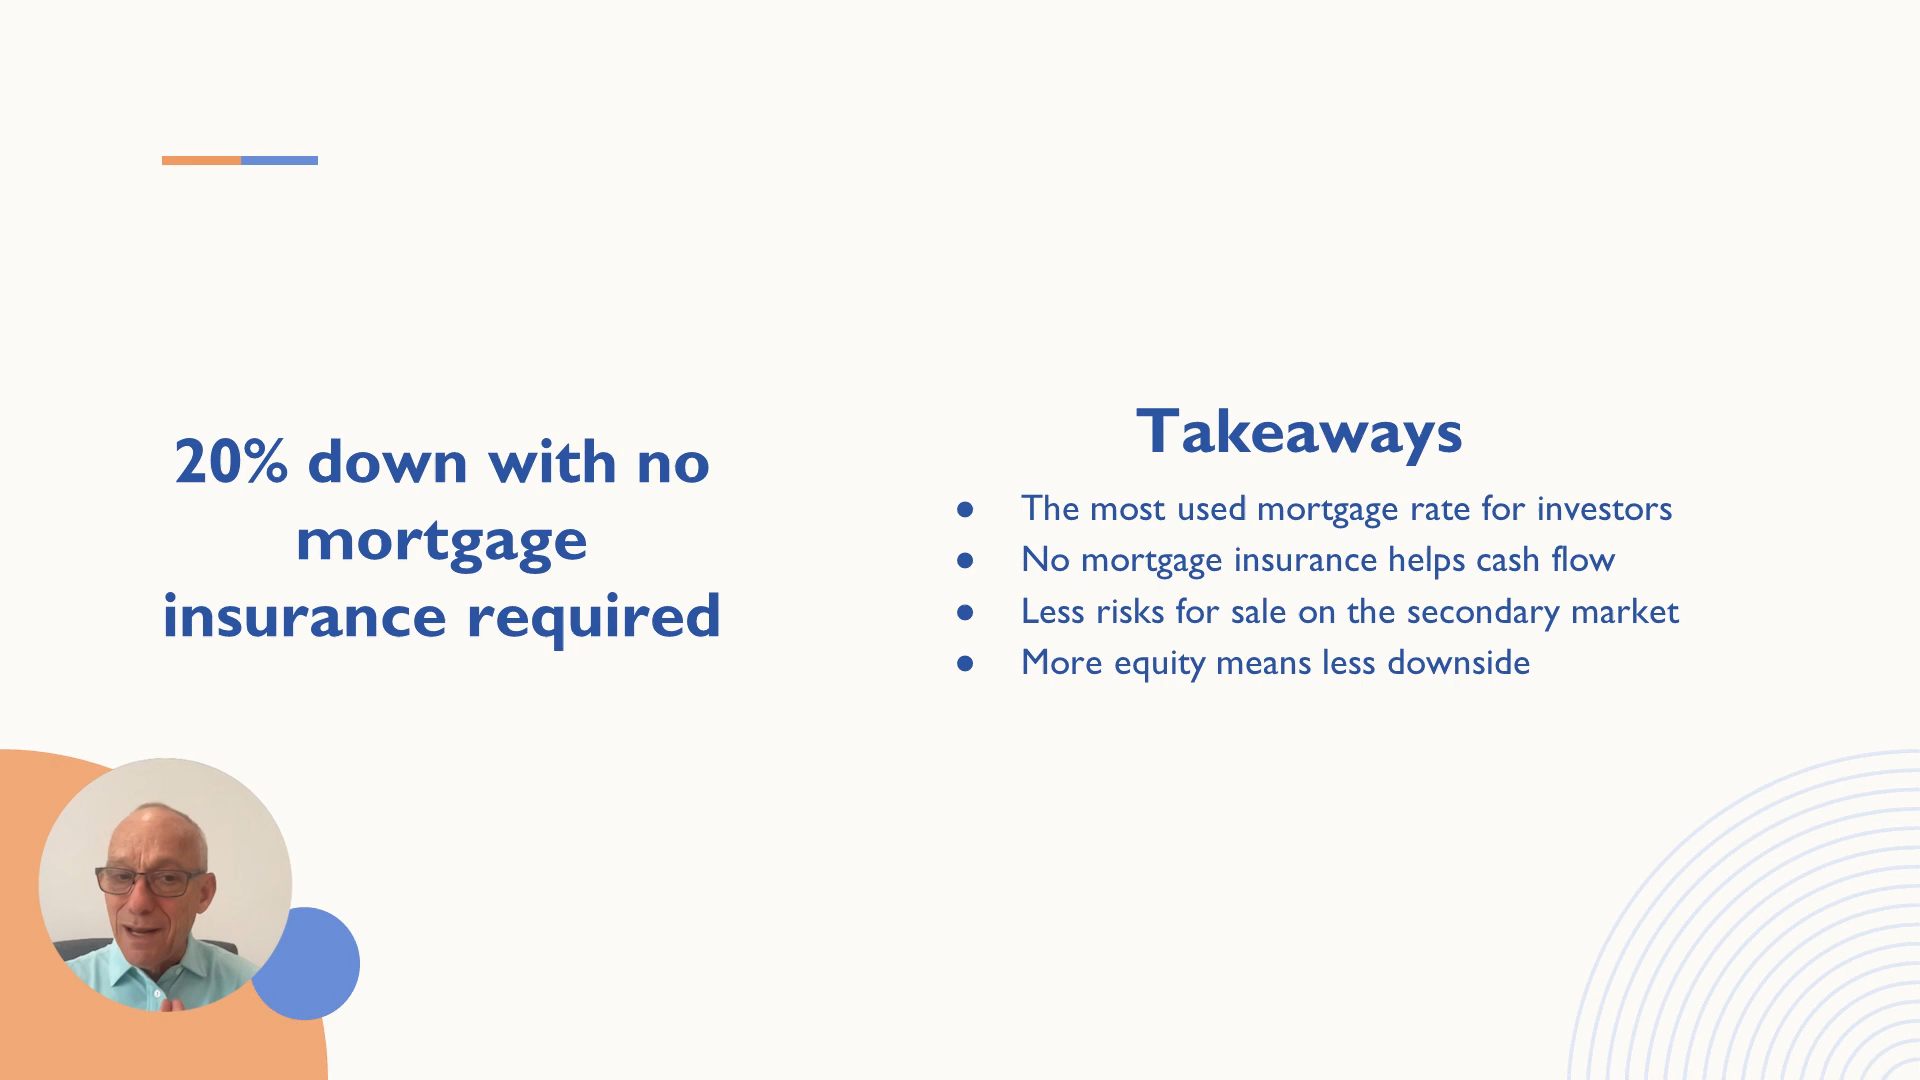 20% down with no
mortgage
insurance required
Takeaways
● The most used mortgage rate for investors
● No mortgage insurance helps cash flow
● Less risks for sale on the secondary market
● More equity means less downside